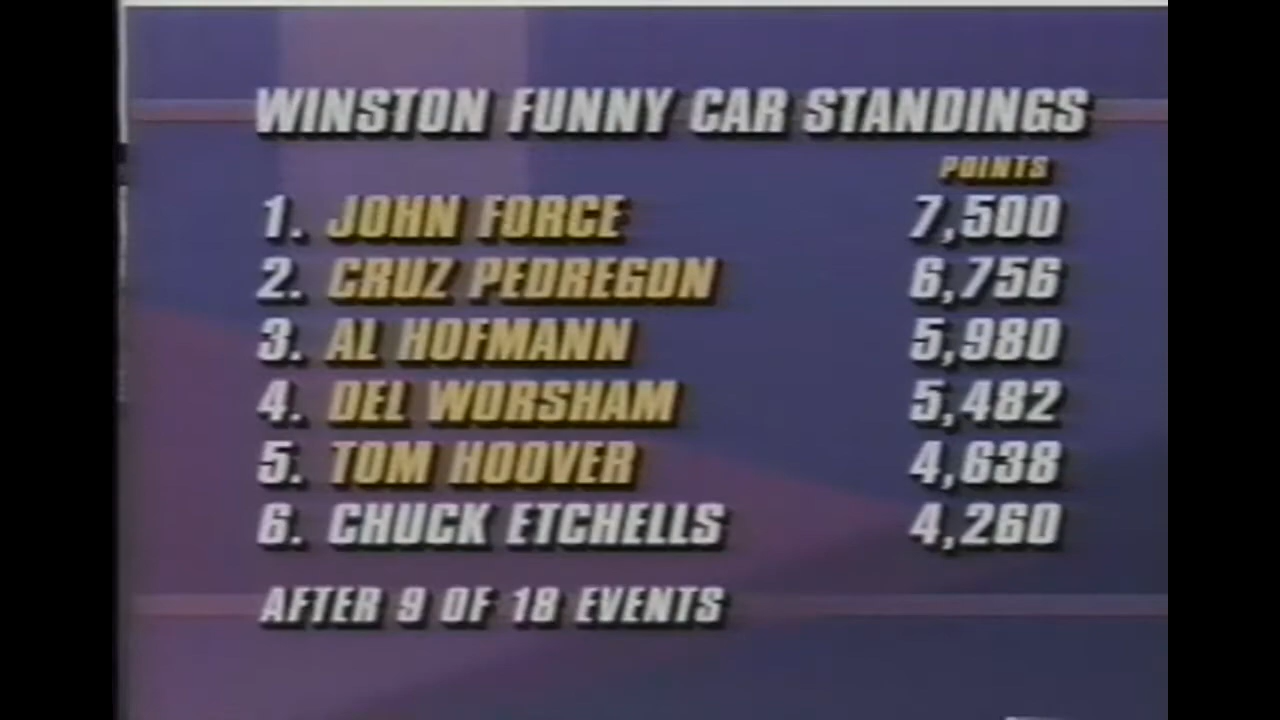 WINSTON FUNNY CAR STANDINGS
POINTS
1. JOHN FORCE 7,500
2. CRUZ PEDREGON 6,756
3. AL HOFMANN 5,980
4. DEL WORSHAM 5,482
5. TOM HOOVER 4,638
6. CHUCK ETCHELLS 4,260
AFTER 9 OF 18 EVENTS